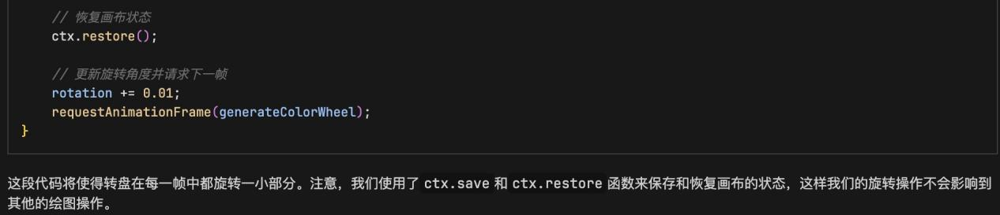 // 恢复画布状态
ctx.restore();
// 更新旋转角度并请求下一帧
rotation += 0.01;
requestAnimationFrame(generateColorWheel);
}
这段代码将使得转盘在每一帧中都旋转一小部分。注意，我们使用了 ctx.save 和 ctx.restore 函数来保存和恢复画布的状态，这样我们的旋转操作不会影响到
其他的绘图操作。